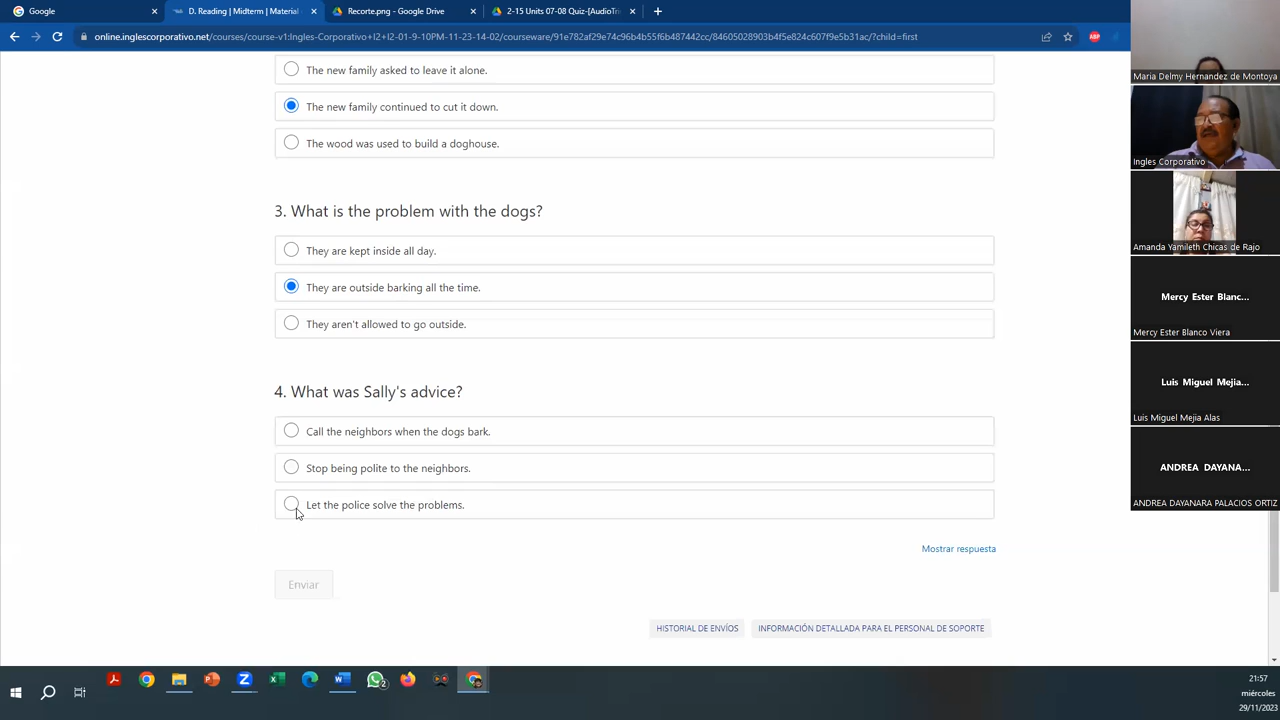 Google
D. Reading | Midterm | Material
Recorte.png - Google Drive
2-15 Units 07-08 Quiz-[AudioTri
online.inglescorporativo.net/courses/course-v1:Ingles-Corporativo+I2+I2-01-9-10PM-11-23-14-02/courseware/91e782af29e74c96b4b55f6b487442cc/84605028903b4f5e824c607f9e5b31ac/?child=first
The new family asked to leave it alone.
The new family continued to cut it down.
The wood was used to build a doghouse.
3. What is the problem with the dogs?
They are kept inside all day.
They are outside barking all the time.
They aren't allowed to go outside.
4. What was Sally's advice?
Call the neighbors when the dogs bark.
Stop being polite to the neighbors.
Let the police solve the problems.
Mostrar respuesta
Enviar
HISTORIAL DE ENVÍOS
INFORMACIÓN DETALLADA PARA EL PERSONAL DE SOPORTE
Maria Delmy Hernandez de Montoya
Ingles Corporativo
Amanda Yamileth Chicas de Rajo
Mercy Ester Blanc...
Mercy Ester Blanco Viera
Luis Miguel Mejia...
Luis Miguel Mejia Alas
ANDREA DAYANA...
ANDREA DAYANARA PALACIOS ORTIZ
2
21:57
miércoles
29/11/2023